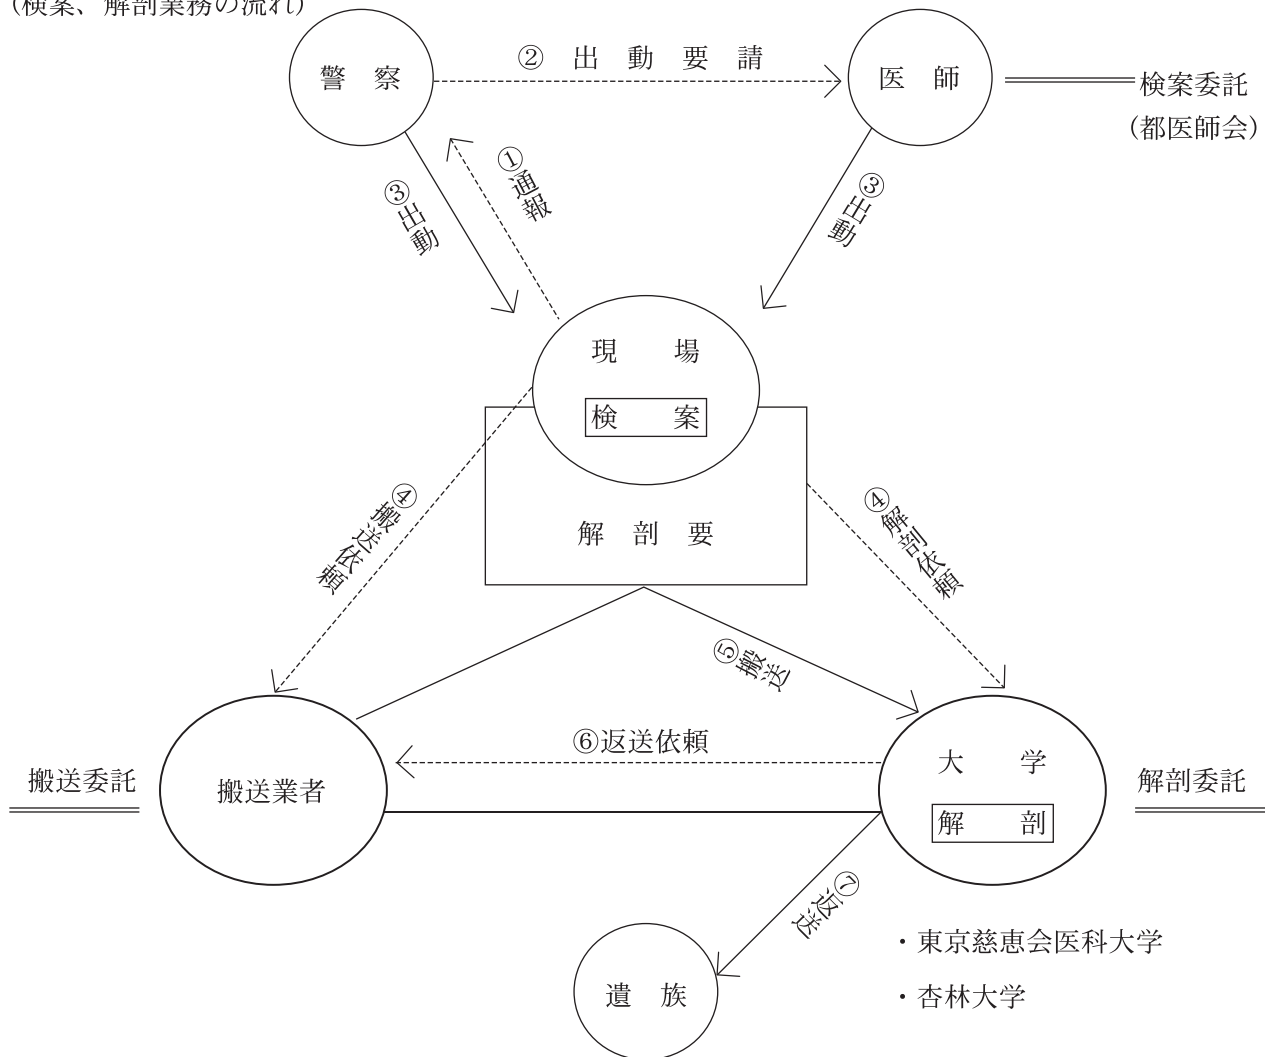 (検案、解剖業務の流れ)
警察
②出動要請
医師
検案委託
(都医師会)
①通報
③出動
③出動
現場
検案
解剖要
④搬送依頼
④解剖依頼
⑤搬送
⑥返送依頼
搬送委託
搬送業者
大学
解剖
解剖委託
⑦返送
遺族
・東京慈恵会医科大学
・杏林大学